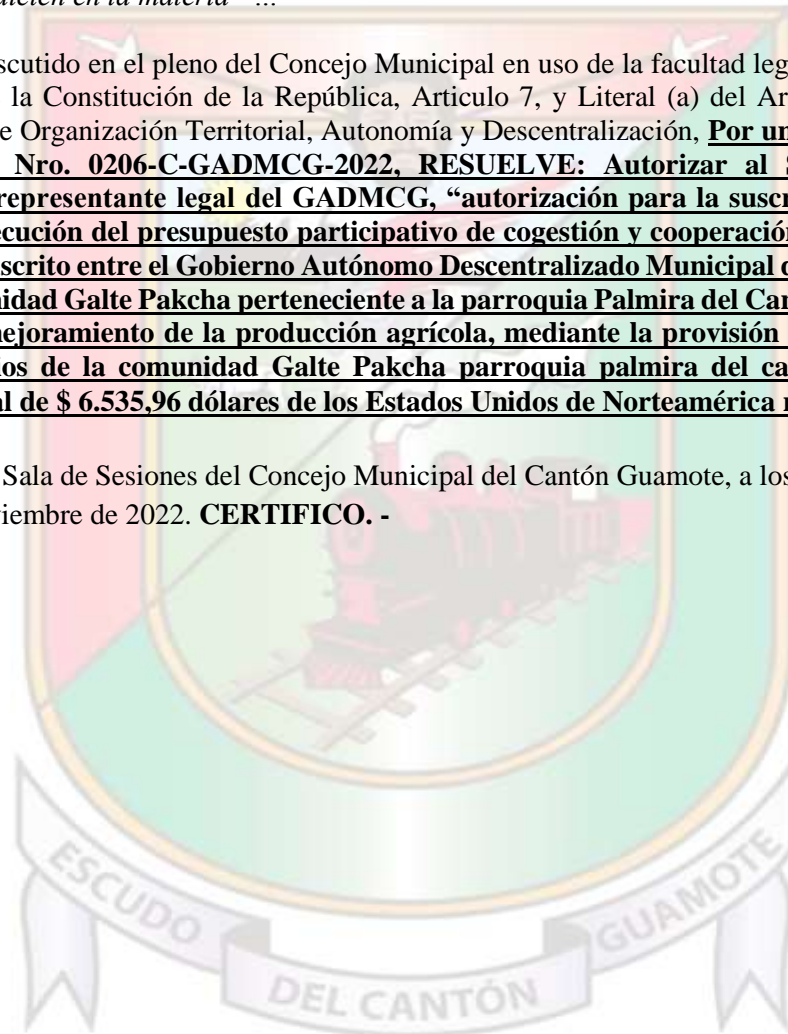 en la materia" ...
scutido en el pleno del Concejo Municipal en uso de la facultad leg
la Constitución de la República, Articulo 7, y Literal (a) del Ar
e Organización Territorial, Autonomía y Descentralización, Por un
Nro. 0206-C-GADMCG-2022, RESUELVE: Autorizar al S
representante legal del GADMCG, “autorización para la suscr
ecución del presupuesto participativo de cogestión y cooperación
scrito entre el Gobierno Autónomo Descentralizado Municipal d
nidad Galte Pakcha perteneciente a la parroquia Palmira del Can
nejoramiento de la producción agrícola, mediante la provisión
ios de la comunidad Galte Pakcha parroquia palmira del ca
al de $ 6.535,96 dólares de los Estados Unidos de Norteamérica
Sala de Sesiones del Concejo Municipal del Cantón Guamote, a los
viembre de 2022. CERTIFICO. -
ESCUDO DEL CANTÓN GUAMOTE